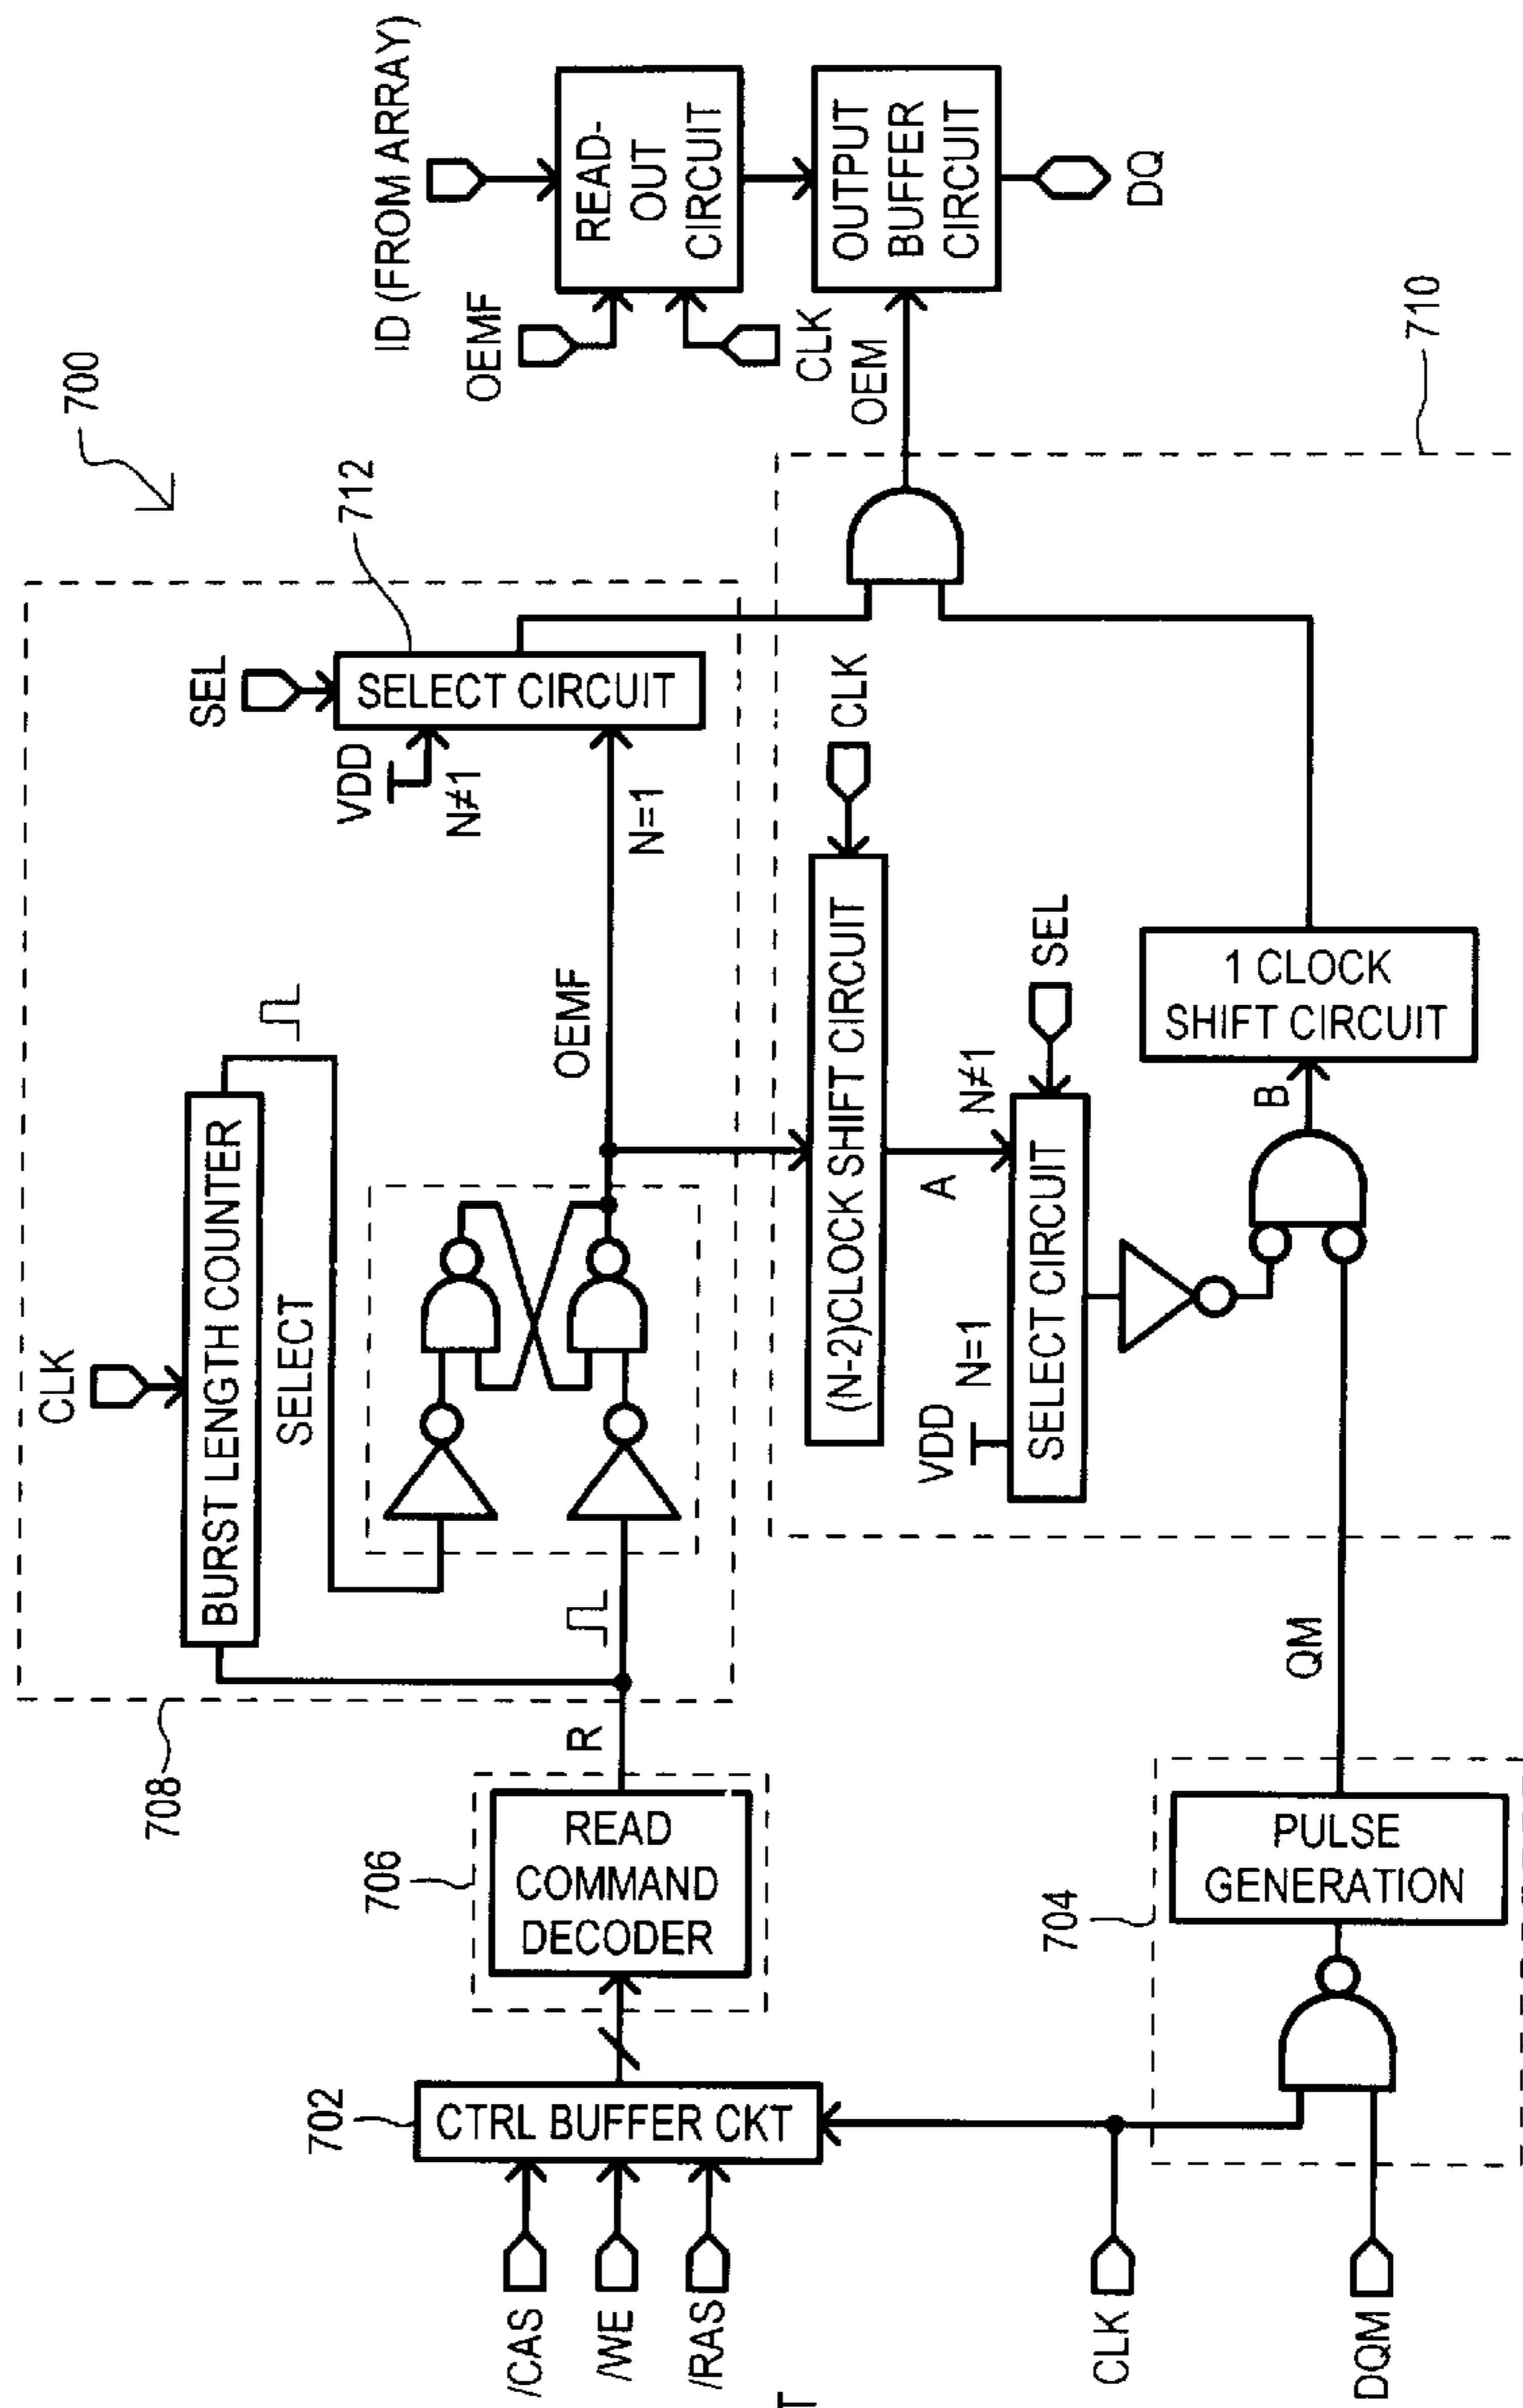 700
CLK
BURST LENGTH COUNTER
SELECT
SEL
VDD
N≠1
SELECT CIRCUIT
712
N=1
OEMF
708
R
706
READ
COMMAND
DECODER
702
CTRL BUFFER CKT
/CAS
/WE
/RAS
T
CLK
DQM
704
PULSE
GENERATION
QM
(N-2)CLOCK SHIFT CIRCUIT
CLK
A
N≠1
SEL
VDD
N=1
SELECT CIRCUIT
B
1 CLOCK
SHIFT CIRCUIT
710
OEM
ID (FROM ARRAY)
OEMF
CLK
READ-
OUT
CIRCUIT
OUTPUT
BUFFER
CIRCUIT
DQ